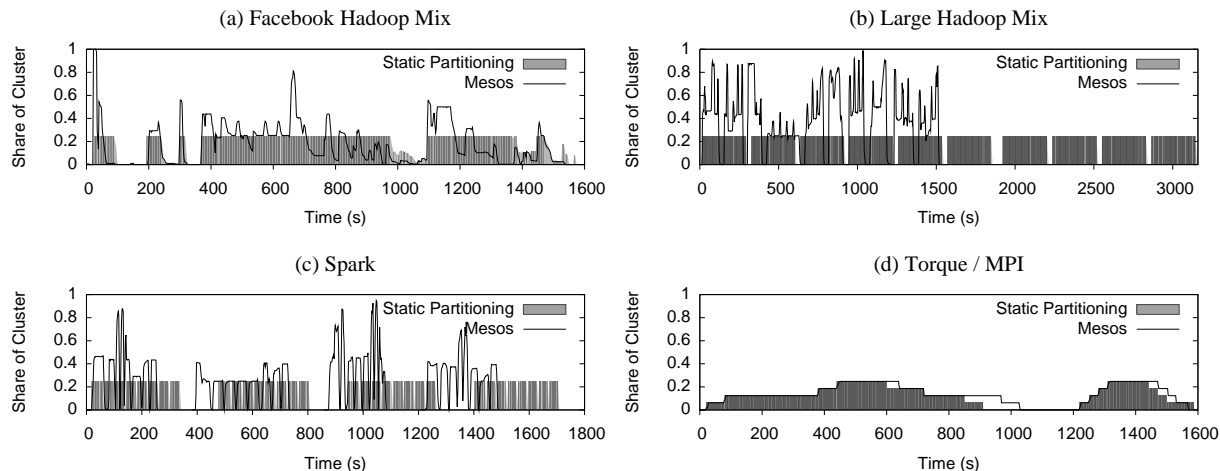 (a) Facebook Hadoop Mix
Share of Cluster
1
0.8
0.6
0.4
0.2
0
Static Partitioning
Mesos
0 200 400 600 800 1000 1200 1400 1600
Time (s)
(b) Large Hadoop Mix
Share of Cluster
1
0.8
0.6
0.4
0.2
0
Static Partitioning
Mesos
0 500 1000 1500 2000 2500 3000
Time (s)
(c) Spark
Share of Cluster
1
0.8
0.6
0.4
0.2
0
Static Partitioning
Mesos
0 200 400 600 800 1000 1200 1400 1600 1800
Time (s)
(d) Torque / MPI
Share of Cluster
1
0.8
0.6
0.4
0.2
0
Static Partitioning
Mesos
0 200 400 600 800 1000 1200 1400 1600
Time (s)